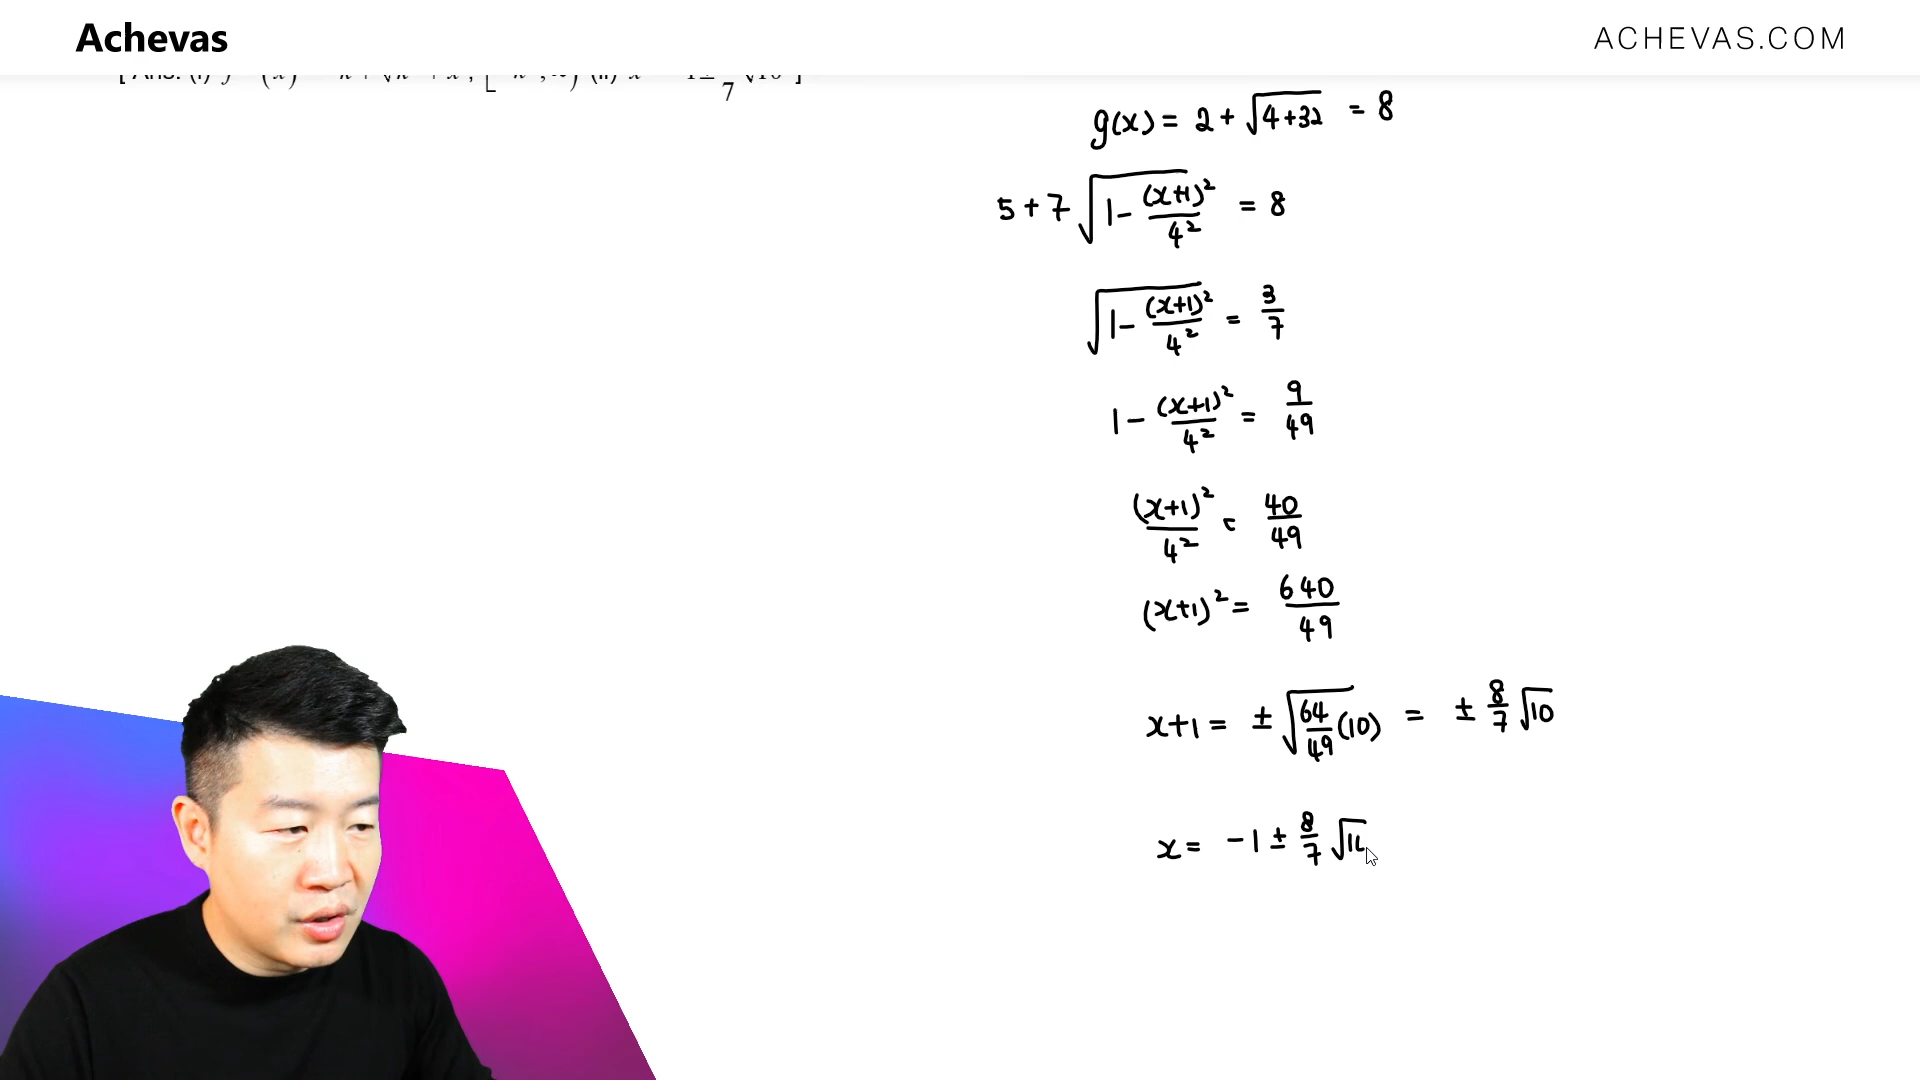 Achevas
ACHEVAS.COM
7
g(x) = 2 + √(4+32) = 8
5 + 7 √(1 - (x+1)²/4²) = 8
√(1 - (x+1)²/4²) = 3/7
1 - (x+1)²/4² = 9/49
(x+1)²/4² = 40/49
(x+1)² = 640/49
x+1 = ± √(64/49 (10)) = ± 8/7 √10
x = -1 ± 8/7 √1